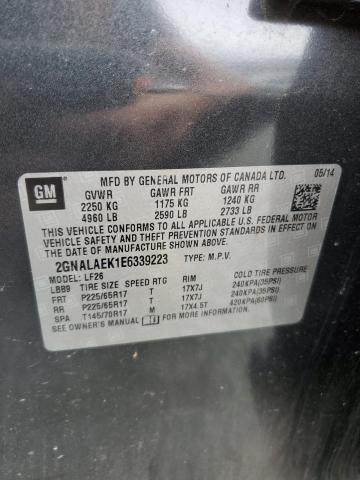 GM
MFD BY GENERAL MOTORS OF CANADA LTD. 05/14
GVWR GAWR FRT GAWR RR
2250 KG 1175 KG 1240 KG
4960 LB 2590 LB 2733 LB
THIS VEHICLE CONFORMS TO ALL APPLICABLE U.S. FEDERAL MOTOR
VEHICLE SAFETY AND THEFT PREVENTION STANDARDS IN EFFECT ON
THE DATE OF MANUFACTURE SHOWN ABOVE.
2GNALAEK1E6339223 TYPE: M.P.V.
MODEL: LF26
LBB9 TIRE SIZE SPEED RTG RIM COLD TIRE PRESSURE
FRT P225/65R17 T 17X7J 240KPA(35PSI)
RR P225/65R17 T 17X7J 240KPA(35PSI)
SPA T145/70R17 M 17X4.5T 420KPA(60PSI)
SEE OWNERS MANUAL FOR MORE INFORMATION.